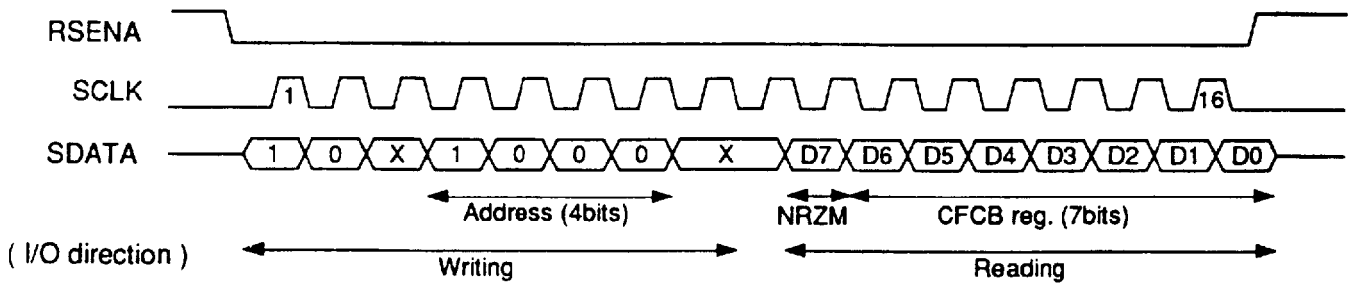 RSENA
SCLK 1 16
SDATA 1 0 X 1 0 0 0 X D7 D6 D5 D4 D3 D2 D1 D0
Address (4bits) NRZM CFCB reg. (7bits)
( I/O direction ) Writing Reading